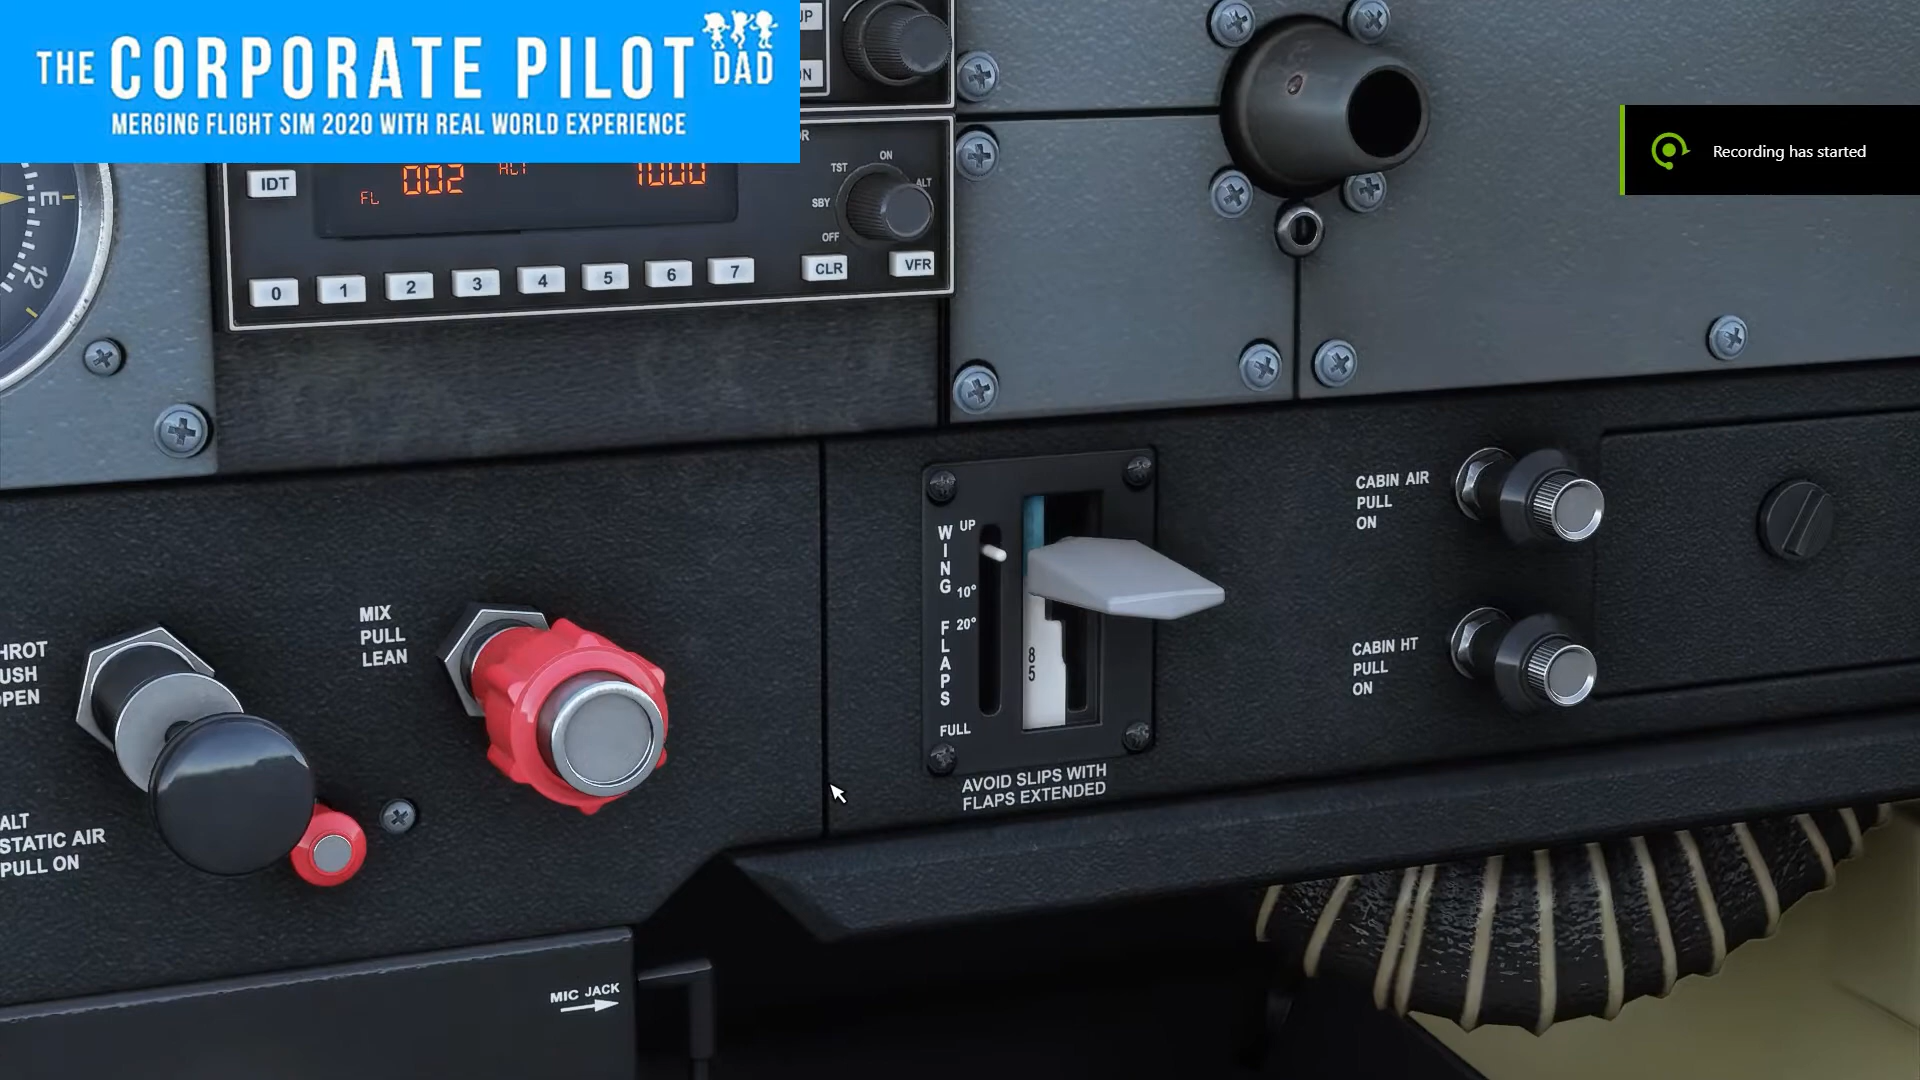 THE CORPORATE PILOT DAD
MERGING FLIGHT SIM 2020 WITH REAL WORLD EXPERIENCE
Recording has started
IDT
FL
002
ALT
1000
ON
TST
ALT
SBY
OFF
0
1
2
3
4
5
6
7
CLR
VFR
E
12
MIX
PULL
LEAN
ALT
STATIC AIR
PULL ON
WING FLAPS
UP
10°
20°
FULL
85
AVOID SLIPS WITH
FLAPS EXTENDED
CABIN AIR
PULL
ON
CABIN HT
PULL
ON
MIC JACK